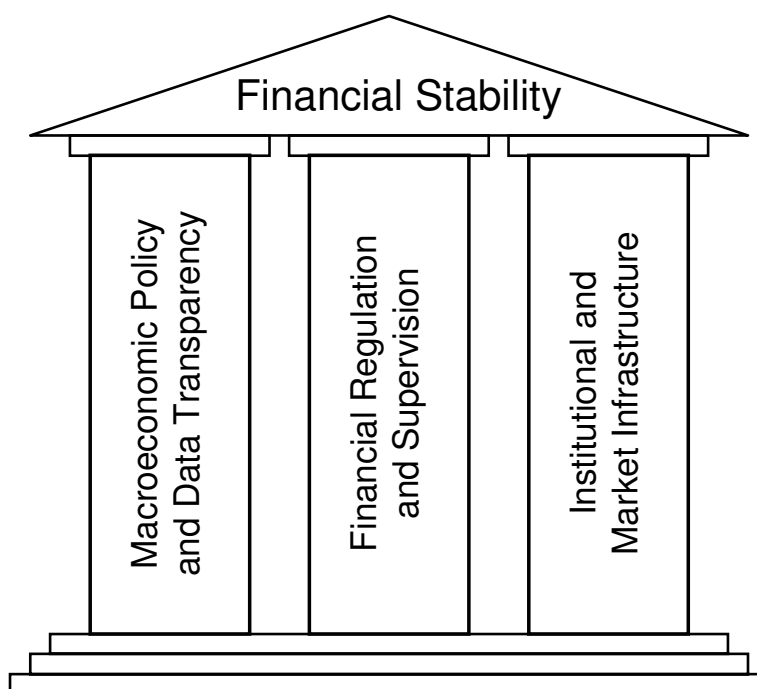 Financial Stability
Macroeconomic Policy
and Data Transparency
Financial Regulation
and Supervision
Institutional and
Market Infrastructure